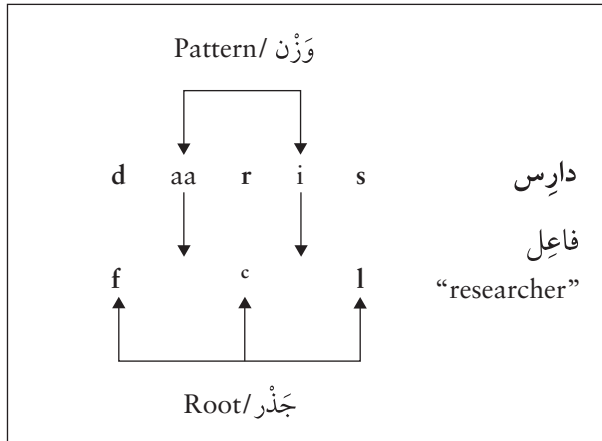 Pattern/ وَزْن
d aa r i s دارِس
فاعِل
f c l “researcher”
Root/ جَذْر